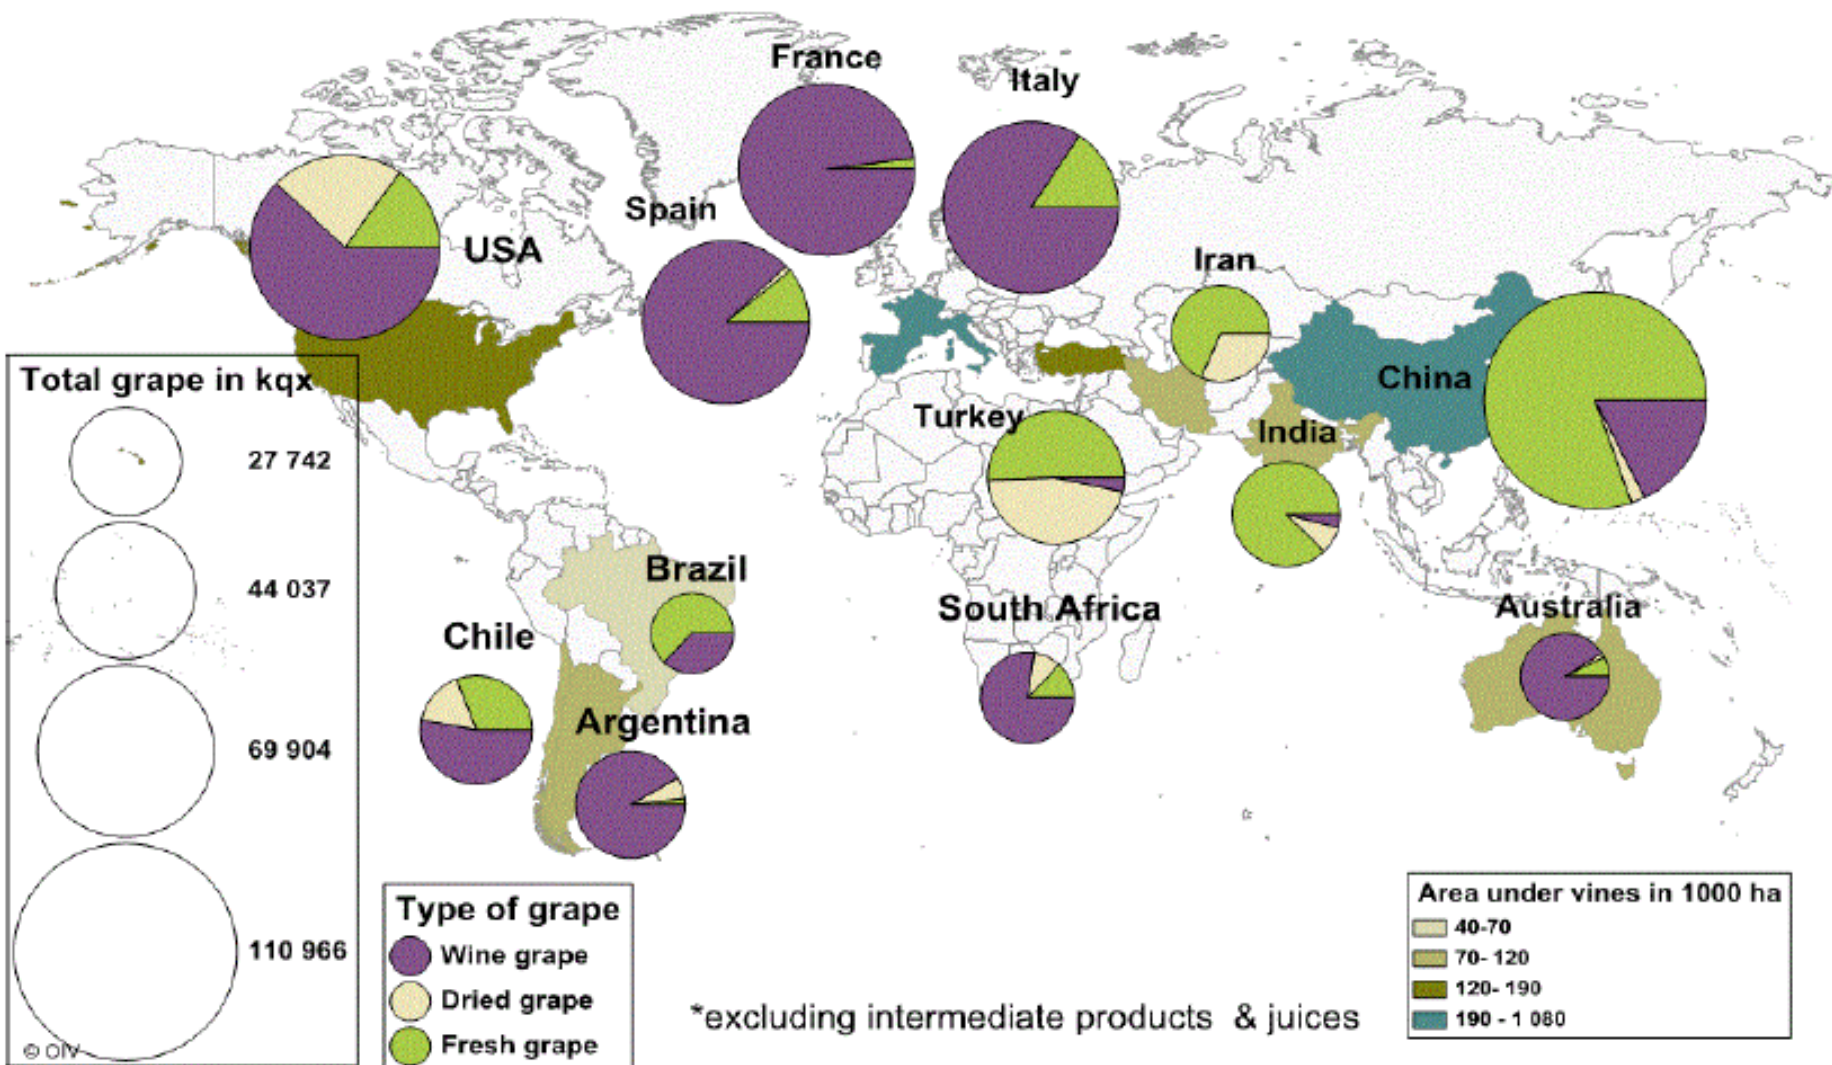 France
Italy
Spain
USA
Iran
China
Turkey
India
Brazil
South Africa
Australia
Chile
Argentina
Total grape in kqx
27 742
44 037
69 904
110 966
© OIV
Type of grape
Wine grape
Dried grape
Fresh grape
*excluding intermediate products & juices
Area under vines in 1000 ha
40-70
70- 120
120- 190
190 - 1 080